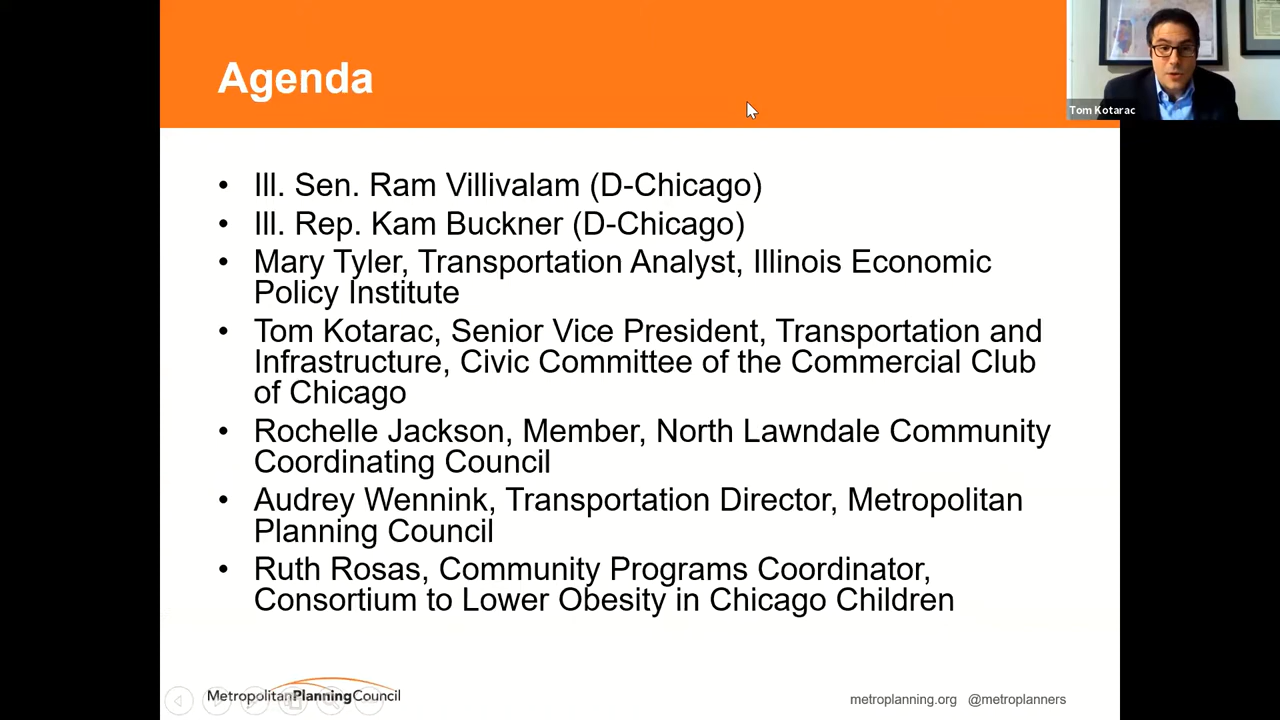 Agenda
Tom Kotarac
• Ill. Sen. Ram Villivalam (D-Chicago)
• Ill. Rep. Kam Buckner (D-Chicago)
• Mary Tyler, Transportation Analyst, Illinois Economic
Policy Institute
• Tom Kotarac, Senior Vice President, Transportation and
Infrastructure, Civic Committee of the Commercial Club
of Chicago
• Rochelle Jackson, Member, North Lawndale Community
Coordinating Council
• Audrey Wennink, Transportation Director, Metropolitan
Planning Council
• Ruth Rosas, Community Programs Coordinator,
Consortium to Lower Obesity in Chicago Children
MetropolitanPlanningCouncil
metroplanning.org @metroplanners